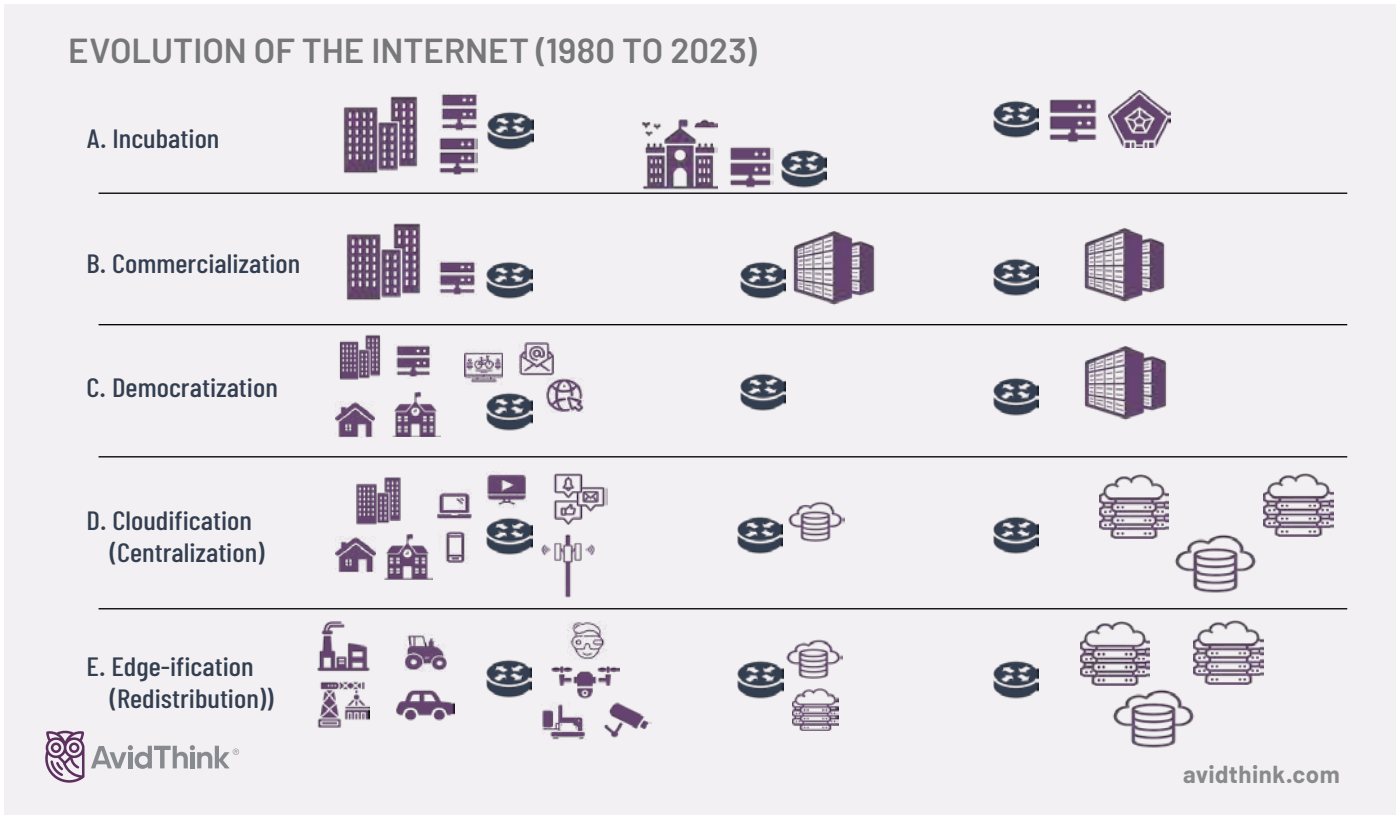 EVOLUTION OF THE INTERNET (1980 TO 2023)
A. Incubation
B. Commercialization
C. Democratization
D. Cloudification
(Centralization)
E. Edge-ification
(Redistribution))
AvidThink®
avidthink.com